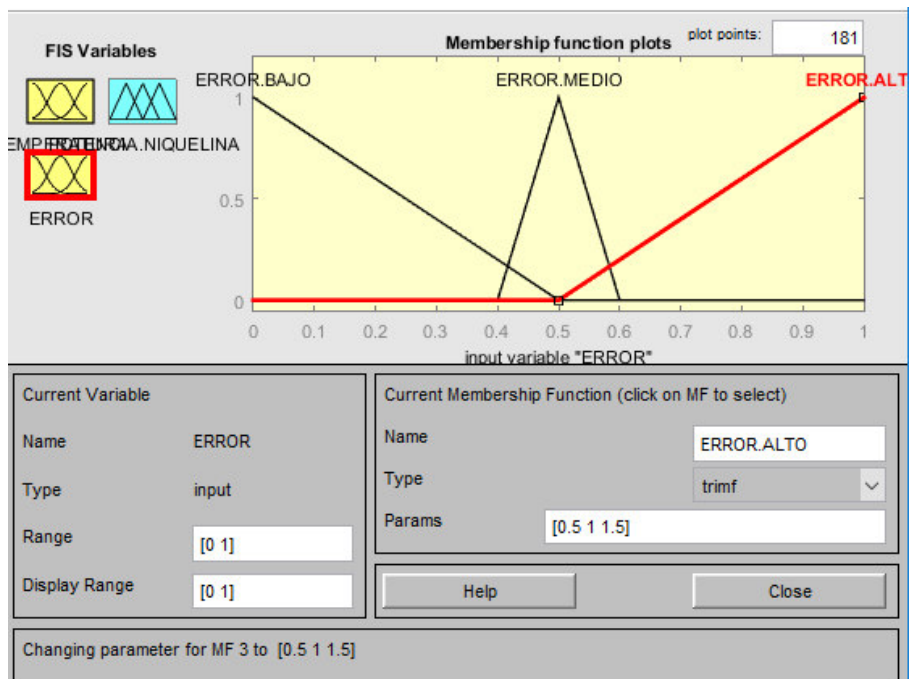 FIS Variables
Membership function plots
plot points:
181
ERROR.BAJO
ERROR.MEDIO
ERROR.ALT
1
0.5
0
0 0.1 0.2 0.3 0.4 0.5 0.6 0.7 0.8 0.9 1
input variable "ERROR"
ERROR
Current Variable
Name ERROR
Type input
Range [0 1]
Display Range [0 1]
Current Membership Function (click on MF to select)
Name ERROR.ALTO
Type trimf
Params [0.5 1 1.5]
Help Close
Changing parameter for MF 3 to [0.5 1 1.5]